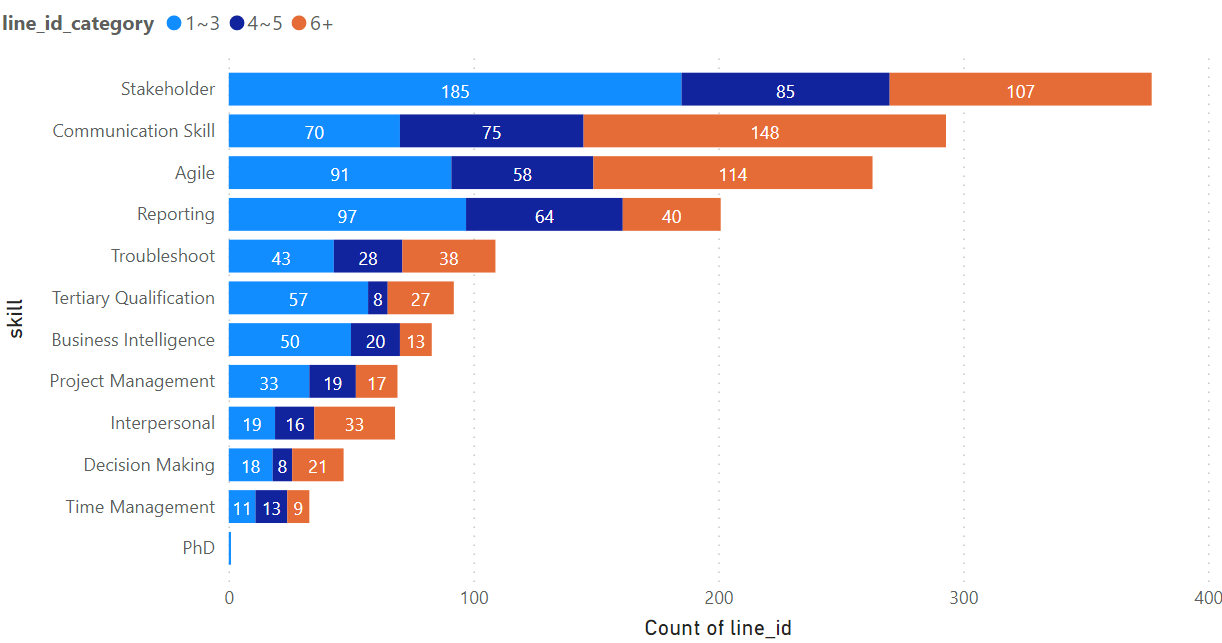 line_id_category 1~3 4~5 6+
Stakeholder 185 85 107
Communication Skill 70 75 148
Agile 91 58 114
Reporting 97 64 40
Troubleshoot 43 28 38
Tertiary Qualification 57 8 27
Business Intelligence 50 20 13
Project Management 33 19 17
Interpersonal 19 16 33
Decision Making 18 8 21
Time Management 11 13 9
PhD
skill
0 100 200 300 400
Count of line_id